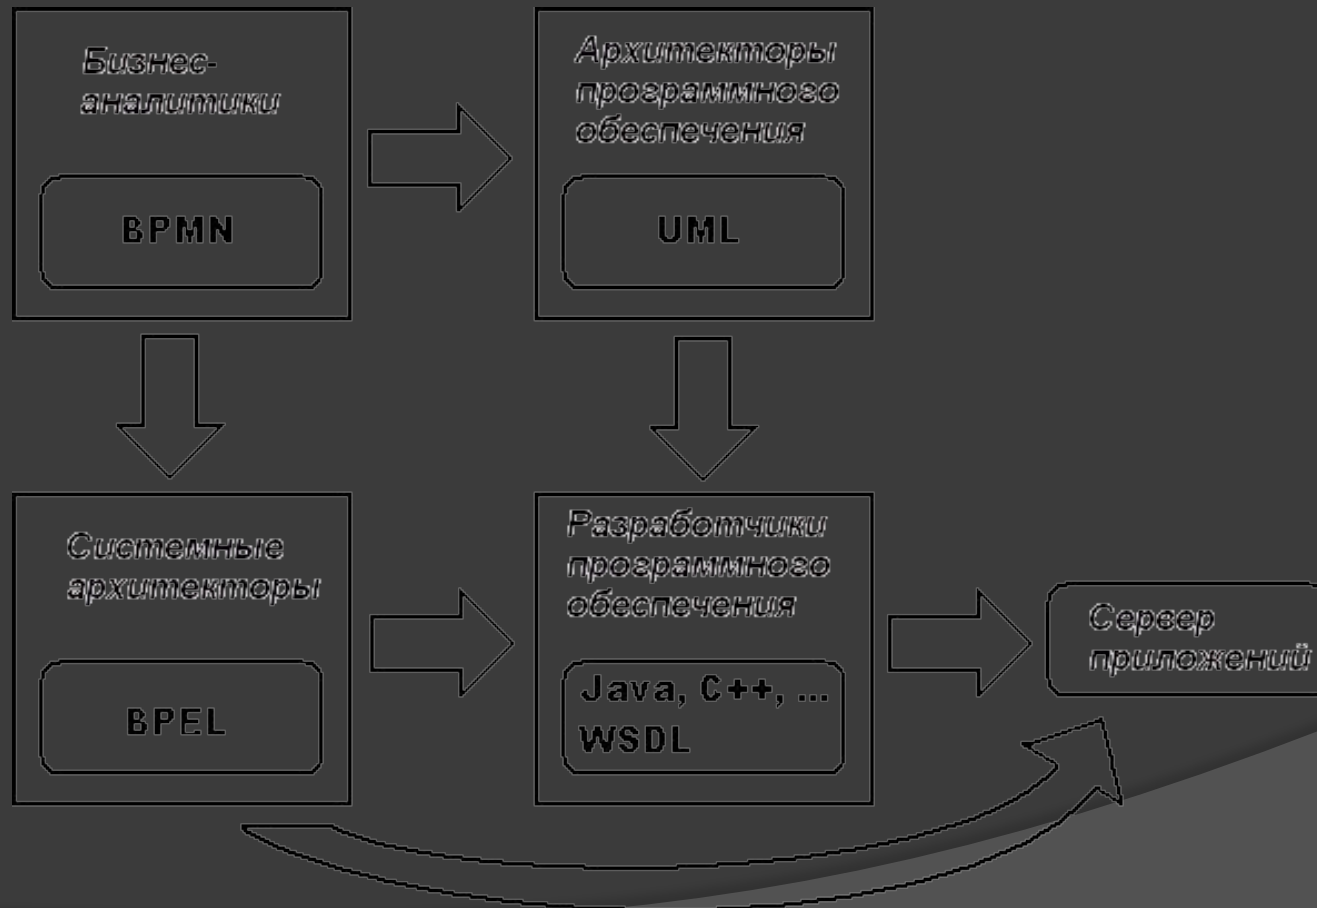 Бизнес-
аналитики
BPMN
Архитекторы
программного
обеспечения
UML
Системные
архитекторы
BPEL
Разработчики
программного
обеспечения
Java, C++, ...
WSDL
Сервер
приложений